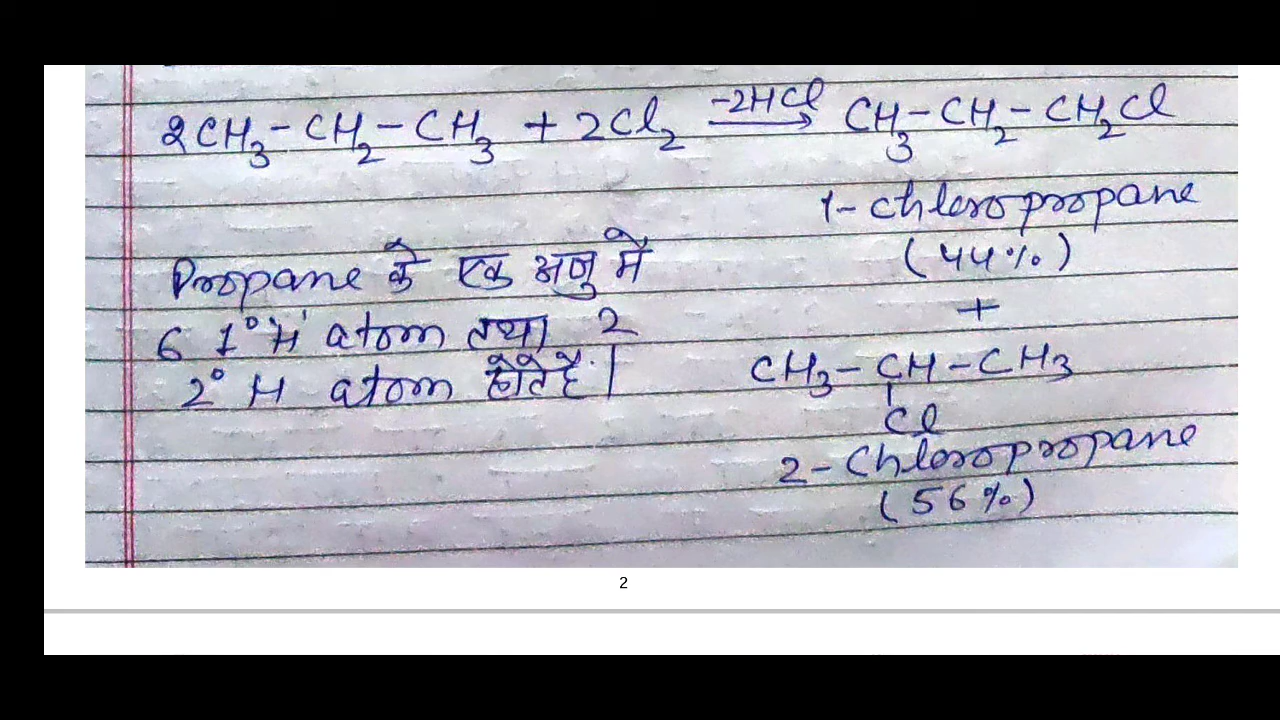 2CH₃-CH₂-CH₃ + 2Cl₂ -2HCl→ CH₃-CH₂-CH₂Cl
1-chloropropane
(44%)
+
Propane के एक अणु में
6 1° 'H' atom तथा 2
2° H atom होते है।
CH₃-CH-CH₃
|
Cl
2-Chloropropane
(56%)
2